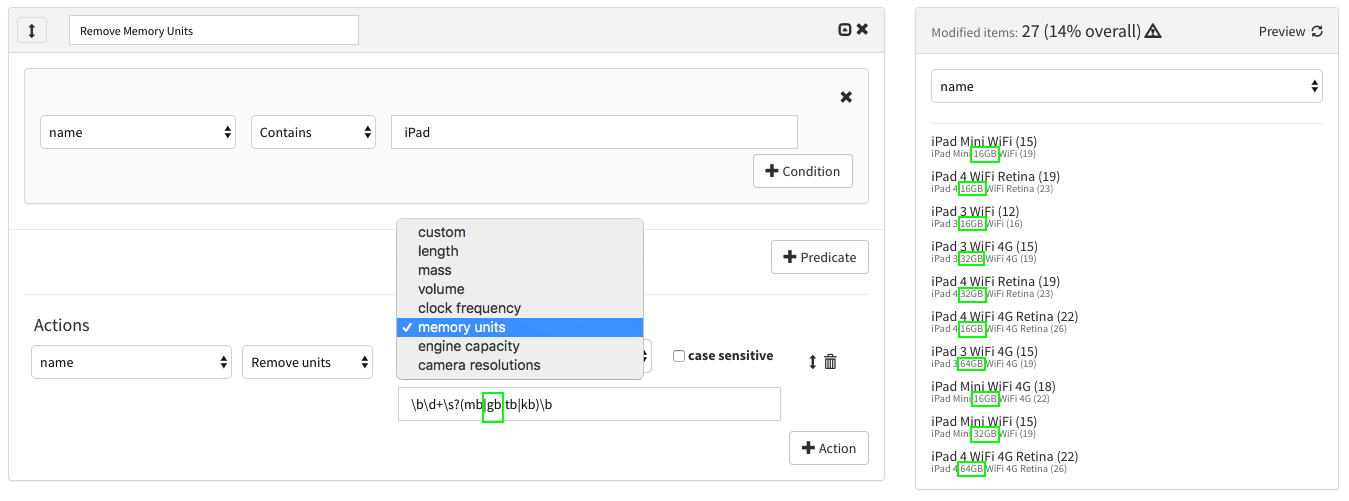 Remove Memory Units
name
Contains
iPad
Condition
Predicate
custom
length
mass
volume
clock frequency
memory units
engine capacity
camera resolutions
Actions
name
Remove units
case sensitive
\b\d+\s?(mb|gb|tb|kb)\b
Action
Modified items: 27 (14% overall)
Preview
name
iPad Mini WiFi (15)
iPad Mini 16GB WiFi (19)
iPad 4 WiFi Retina (19)
iPad 4 16GB WiFi Retina (23)
iPad 3 WiFi (12)
iPad 3 16GB WiFi (16)
iPad 3 WiFi 4G (15)
iPad 3 32GB WiFi 4G (19)
iPad 4 WiFi Retina (19)
iPad 4 32GB WiFi Retina (23)
iPad 4 WiFi 4G Retina (22)
iPad 4 16GB WiFi 4G Retina (26)
iPad 3 WiFi 4G (15)
iPad 3 64GB WiFi 4G (19)
iPad Mini WiFi 4G (18)
iPad Mini 16GB WiFi 4G (22)
iPad Mini WiFi (15)
iPad Mini 32GB WiFi (19)
iPad 4 WiFi 4G Retina (22)
iPad 4 64GB WiFi 4G Retina (26)